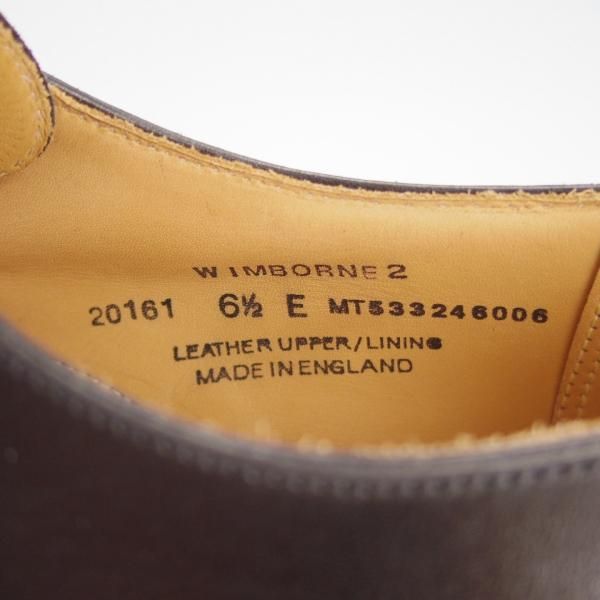 WIMBORNE 2
20161 6½ E MT533246006
LEATHER UPPER/LINING
MADE IN ENGLAND